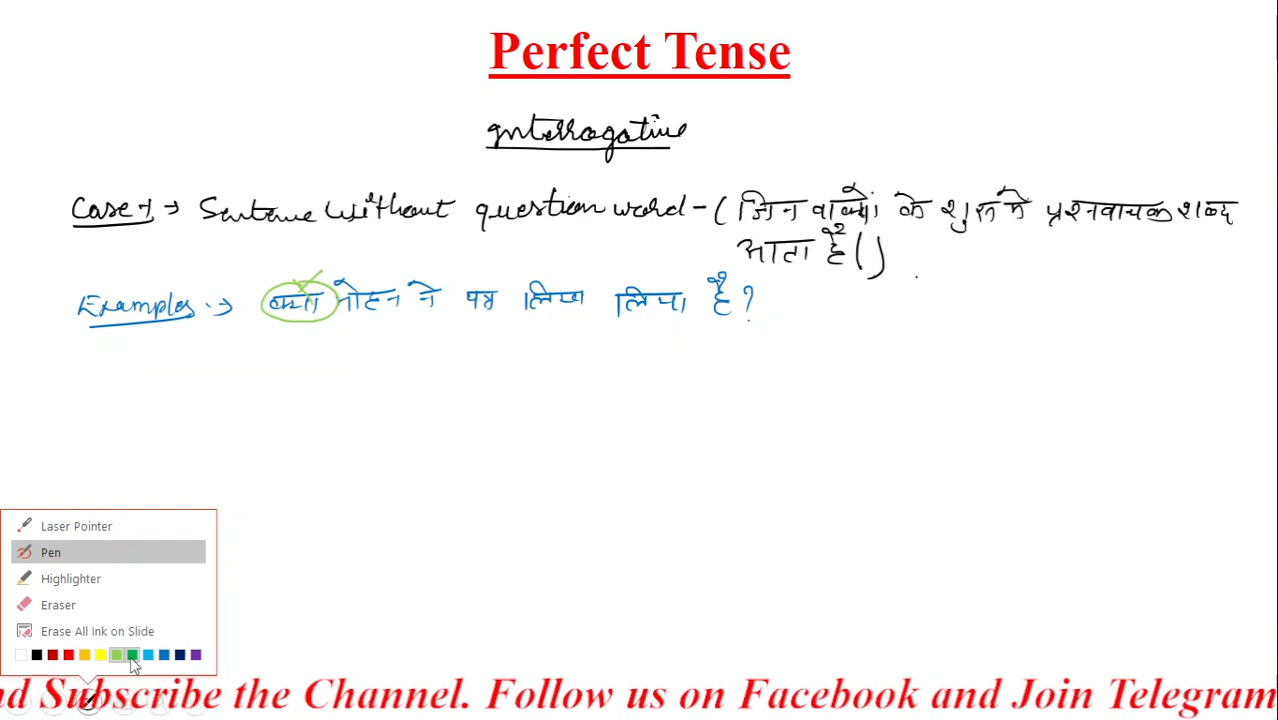 Perfect Tense
Interrogative
Case 1 → Sentence Without question word - ( जिन वाक्यों के शुरू में प्रश्नवाचक शब्द
आता है ( )
Examples :→ क्या मोहन ने पत्र लिख लिया है ?
Laser Pointer
Pen
Highlighter
Eraser
Erase All Ink on Slide
nd Subscribe the Channel. Follow us on Facebook and Join Telegram